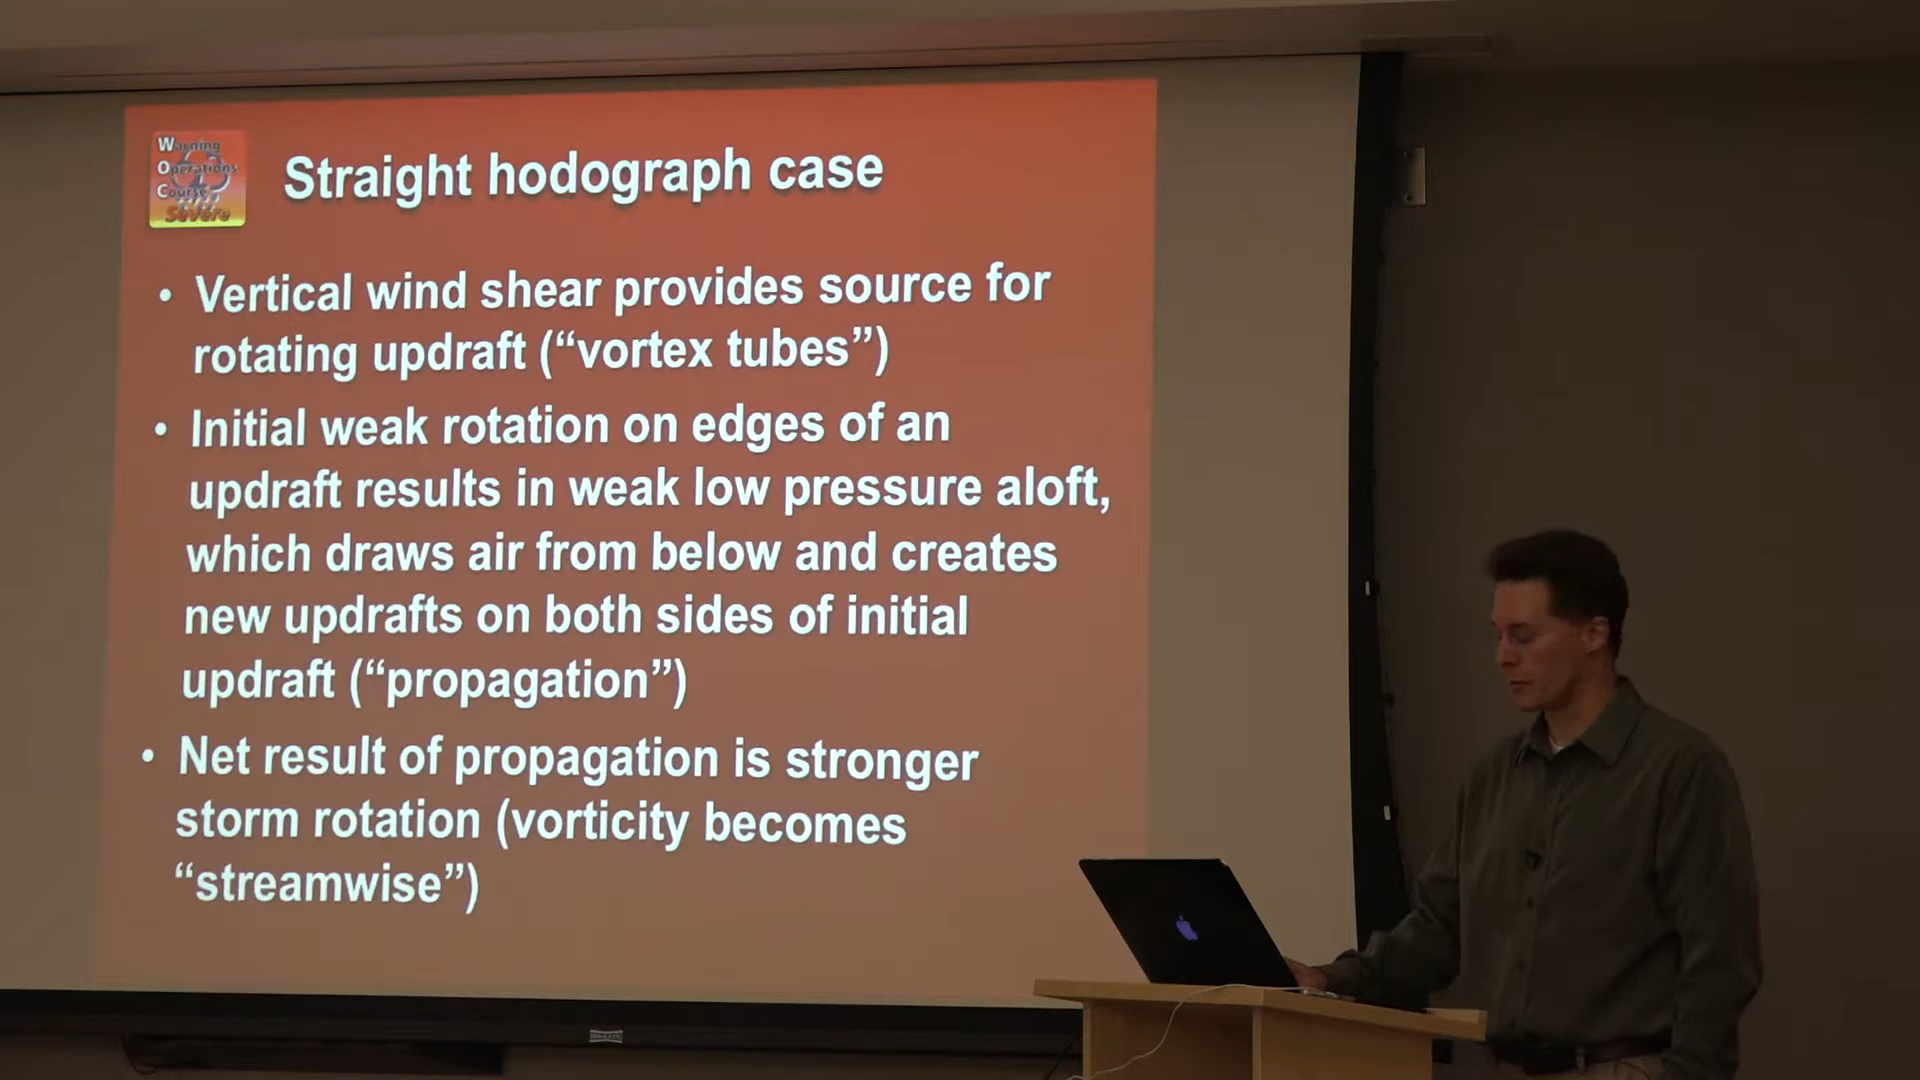 Warning
Operations
Course
Severe
Straight hodograph case
• Vertical wind shear provides source for
rotating updraft (“vortex tubes”)
• Initial weak rotation on edges of an
updraft results in weak low pressure aloft,
which draws air from below and creates
new updrafts on both sides of initial
updraft (“propagation”)
• Net result of propagation is stronger
storm rotation (vorticity becomes
“streamwise”)